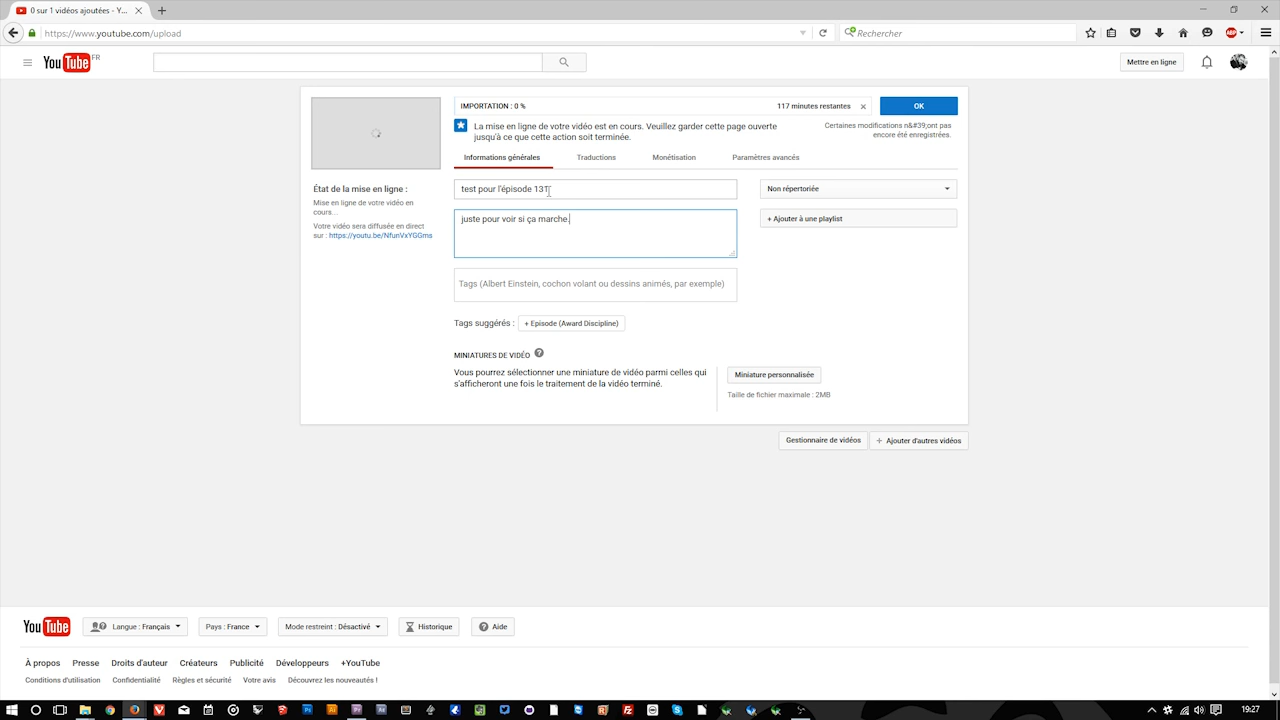 0 sur 1 vidéos ajoutées - Y...
https://www.youtube.com/upload
Rechercher
ABP
YouTube FR
Mettre en ligne
IMPORTATION : 0 %
117 minutes restantes
OK
La mise en ligne de votre vidéo est en cours. Veuillez garder cette page ouverte
jusqu'à ce que cette action soit terminée.
Certaines modifications n&#39;ont pas
encore été enregistrées.
Informations générales
Traductions
Monétisation
Paramètres avancés
État de la mise en ligne :
Mise en ligne de votre vidéo en
cours...
Votre vidéo sera diffusée en direct
sur : https://youtu.be/NfunVxYGGms
test pour l'épisode 131
juste pour voir si ça marche.
Tags (Albert Einstein, cochon volant ou dessins animés, par exemple)
Tags suggérés :
+ Episode (Award Discipline)
Non répertoriée
+ Ajouter à une playlist
MINIATURES DE VIDÉO ?
Vous pourrez sélectionner une miniature de vidéo parmi celles qui
s'afficheront une fois le traitement de la vidéo terminé.
Miniature personnalisée
Taille de fichier maximale : 2MB
Gestionnaire de vidéos
+ Ajouter d'autres vidéos
YouTube
Langue : Français
Pays : France
Mode restreint : Désactivé
Historique
? Aide
À propos
Presse
Droits d'auteur
Créateurs
Publicité
Développeurs
+YouTube
Conditions d'utilisation
Confidentialité
Règles et sécurité
Votre avis
Découvrez les nouveautés !
19:27